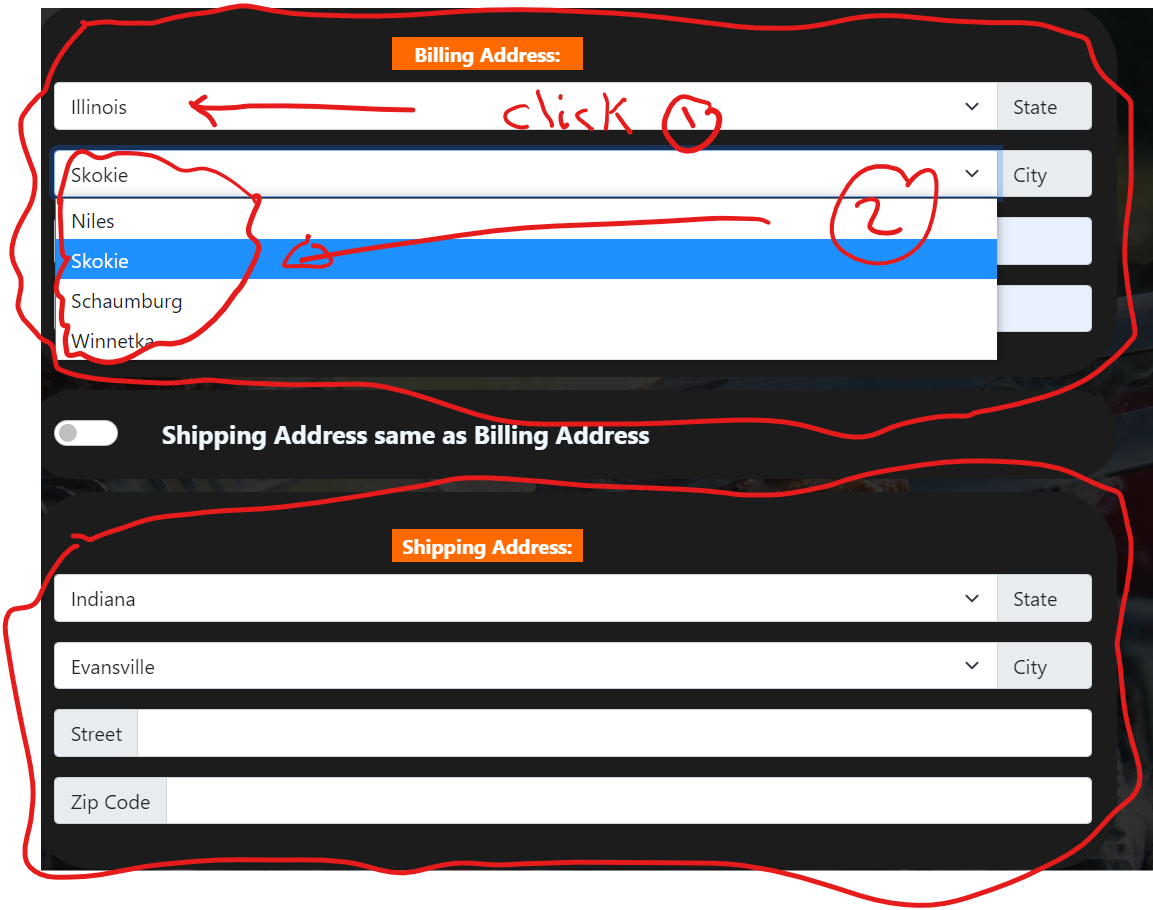 Billing Address:
Illinois click 1 State
Skokie City
2
Niles
Skokie
Schaumburg
Winnetka
Shipping Address same as Billing Address
Shipping Address:
Indiana State
Evansville City
Street
Zip Code